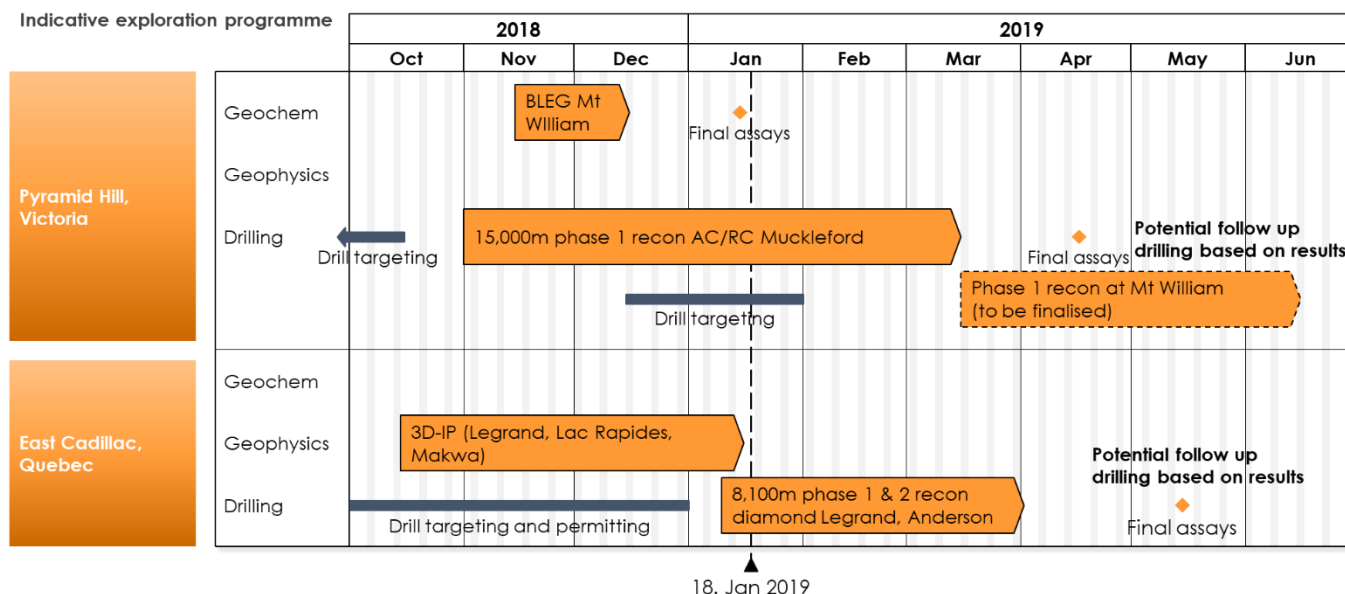 Indicative exploration programme
2018
2019
Oct
Nov
Dec
Jan
Feb
Mar
Apr
May
Jun
Pyramid Hill,
Victoria
Geochem
BLEG Mt
WIlliam
Final assays
Geophysics
Drilling
Drill targeting
15,000m phase 1 recon AC/RC Muckleford
Final assays
Potential follow up
drilling based on results
Drill targeting
Phase 1 recon at Mt William
(to be finalised)
East Cadillac,
Quebec
Geochem
Geophysics
3D-IP (Legrand, Lac Rapides,
Makwa)
Drilling
Drill targeting and permitting
8,100m phase 1 & 2 recon
diamond Legrand, Anderson
Potential follow up
drilling based on results
Final assays
18. Jan 2019